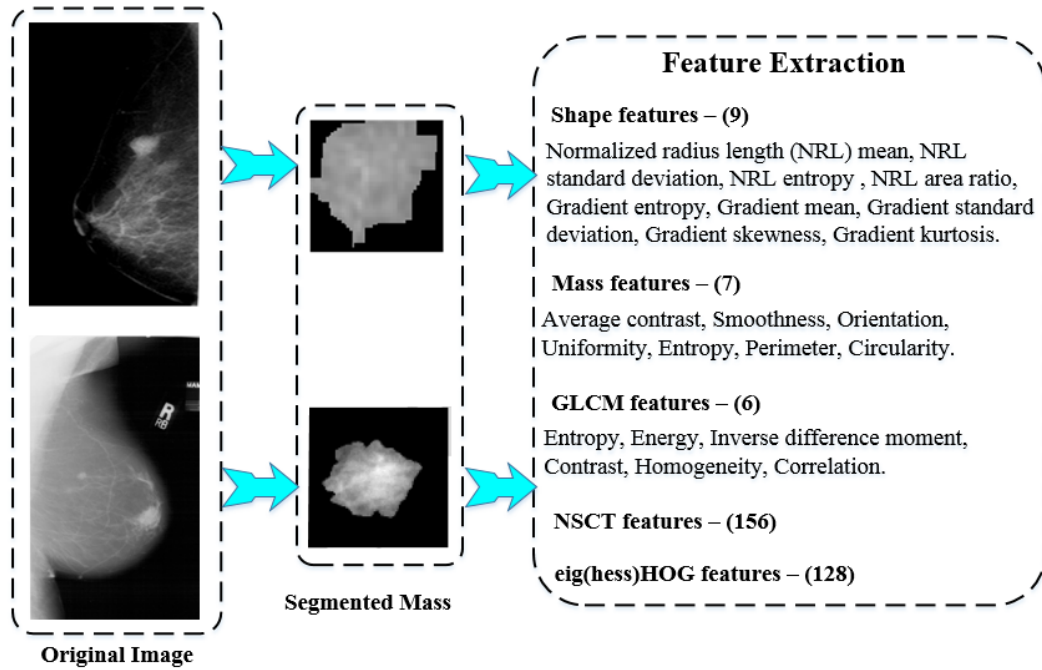 Feature Extraction
Shape features – (9)
Normalized radius length (NRL) mean, NRL
standard deviation, NRL entropy , NRL area ratio,
Gradient entropy, Gradient mean, Gradient standard
deviation, Gradient skewness, Gradient kurtosis.
Mass features – (7)
Average contrast, Smoothness, Orientation,
Uniformity, Entropy, Perimeter, Circularity.
GLCM features – (6)
Entropy, Energy, Inverse difference moment,
Contrast, Homogeneity, Correlation.
NSCT features – (156)
eig(hess)HOG features – (128)
R
RB
Segmented Mass
Original Image